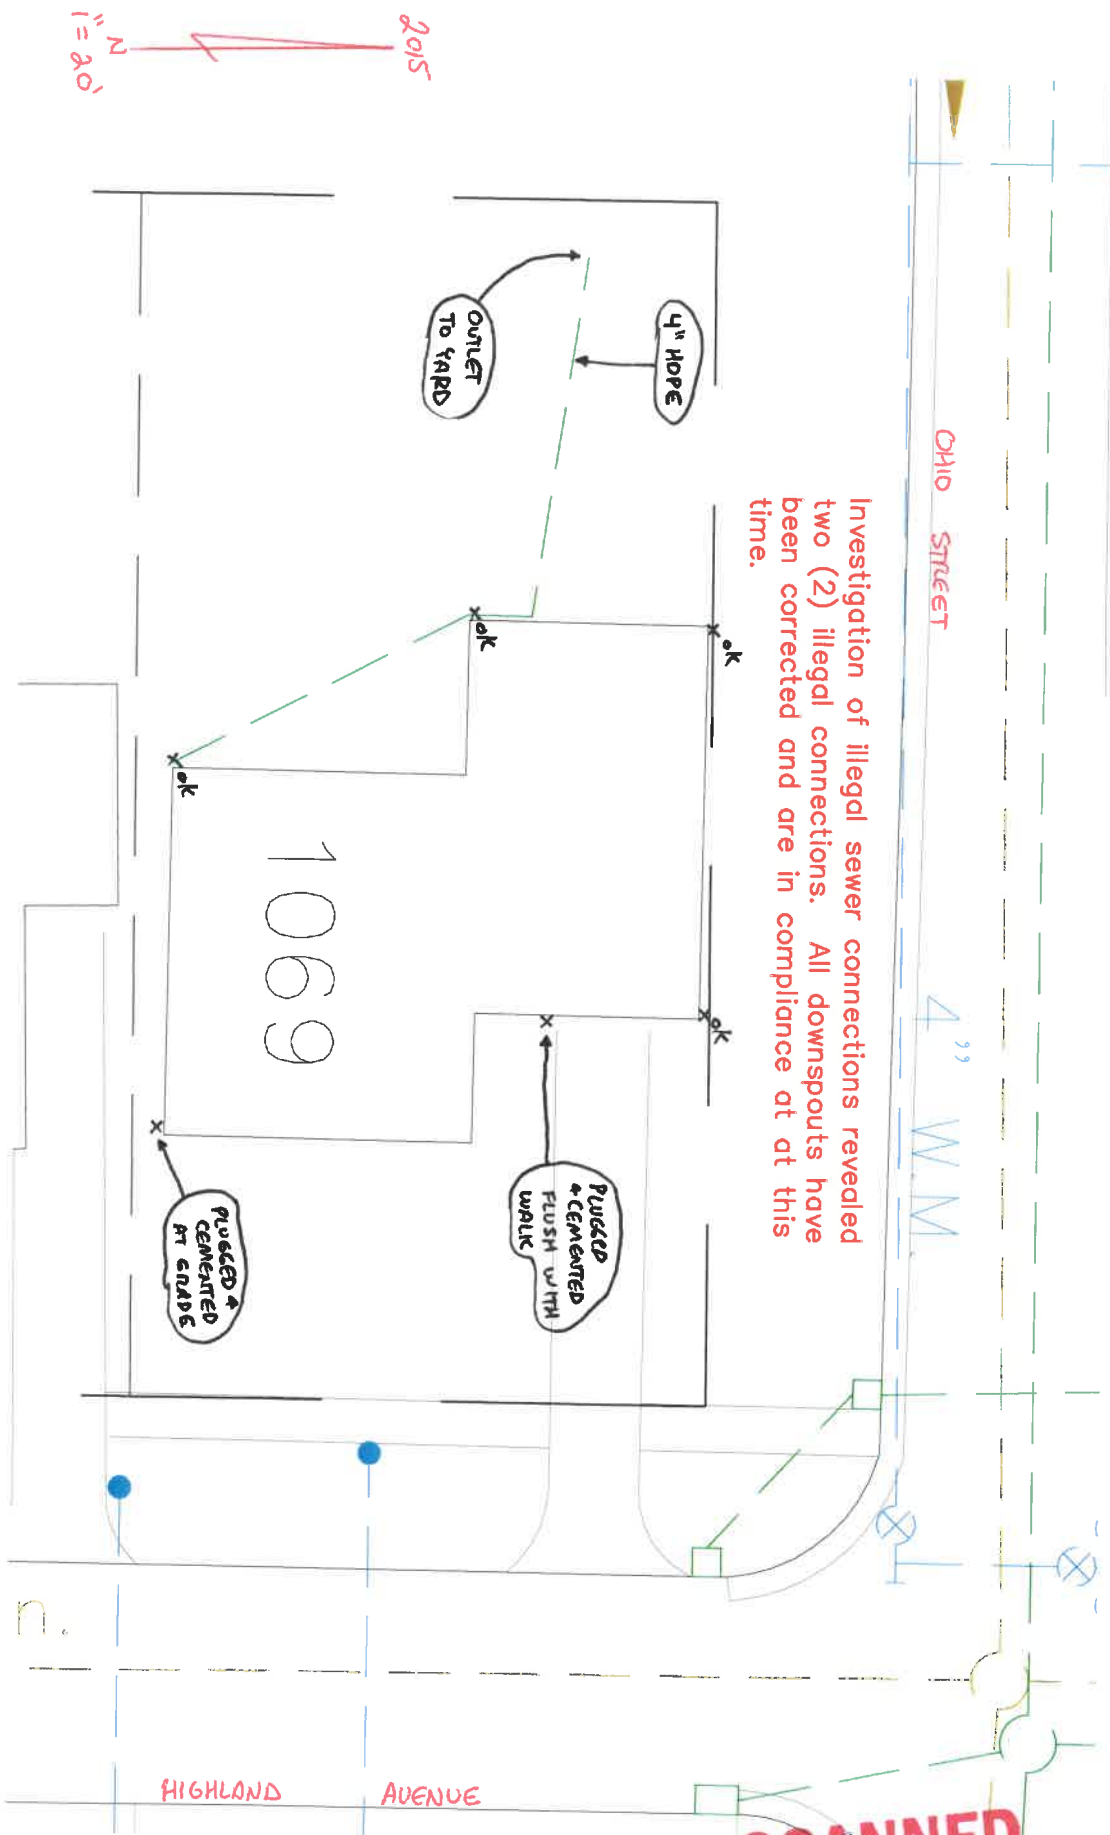 2015
N
1" = 20'
OHIO STREET
4" W.M.
Investigation of illegal sewer connections revealed
two (2) illegal connections. All downspouts have
been corrected and are in compliance at at this
time.
4" HDPE
OUTLET
TO YARD
ok
ok
ok
ok
1069
PLUGGED
& CEMENTED
FLUSH WITH
WALK
PLUGGED &
CEMENTED
AT GRADE
n.
HIGHLAND AVENUE
SCANNED